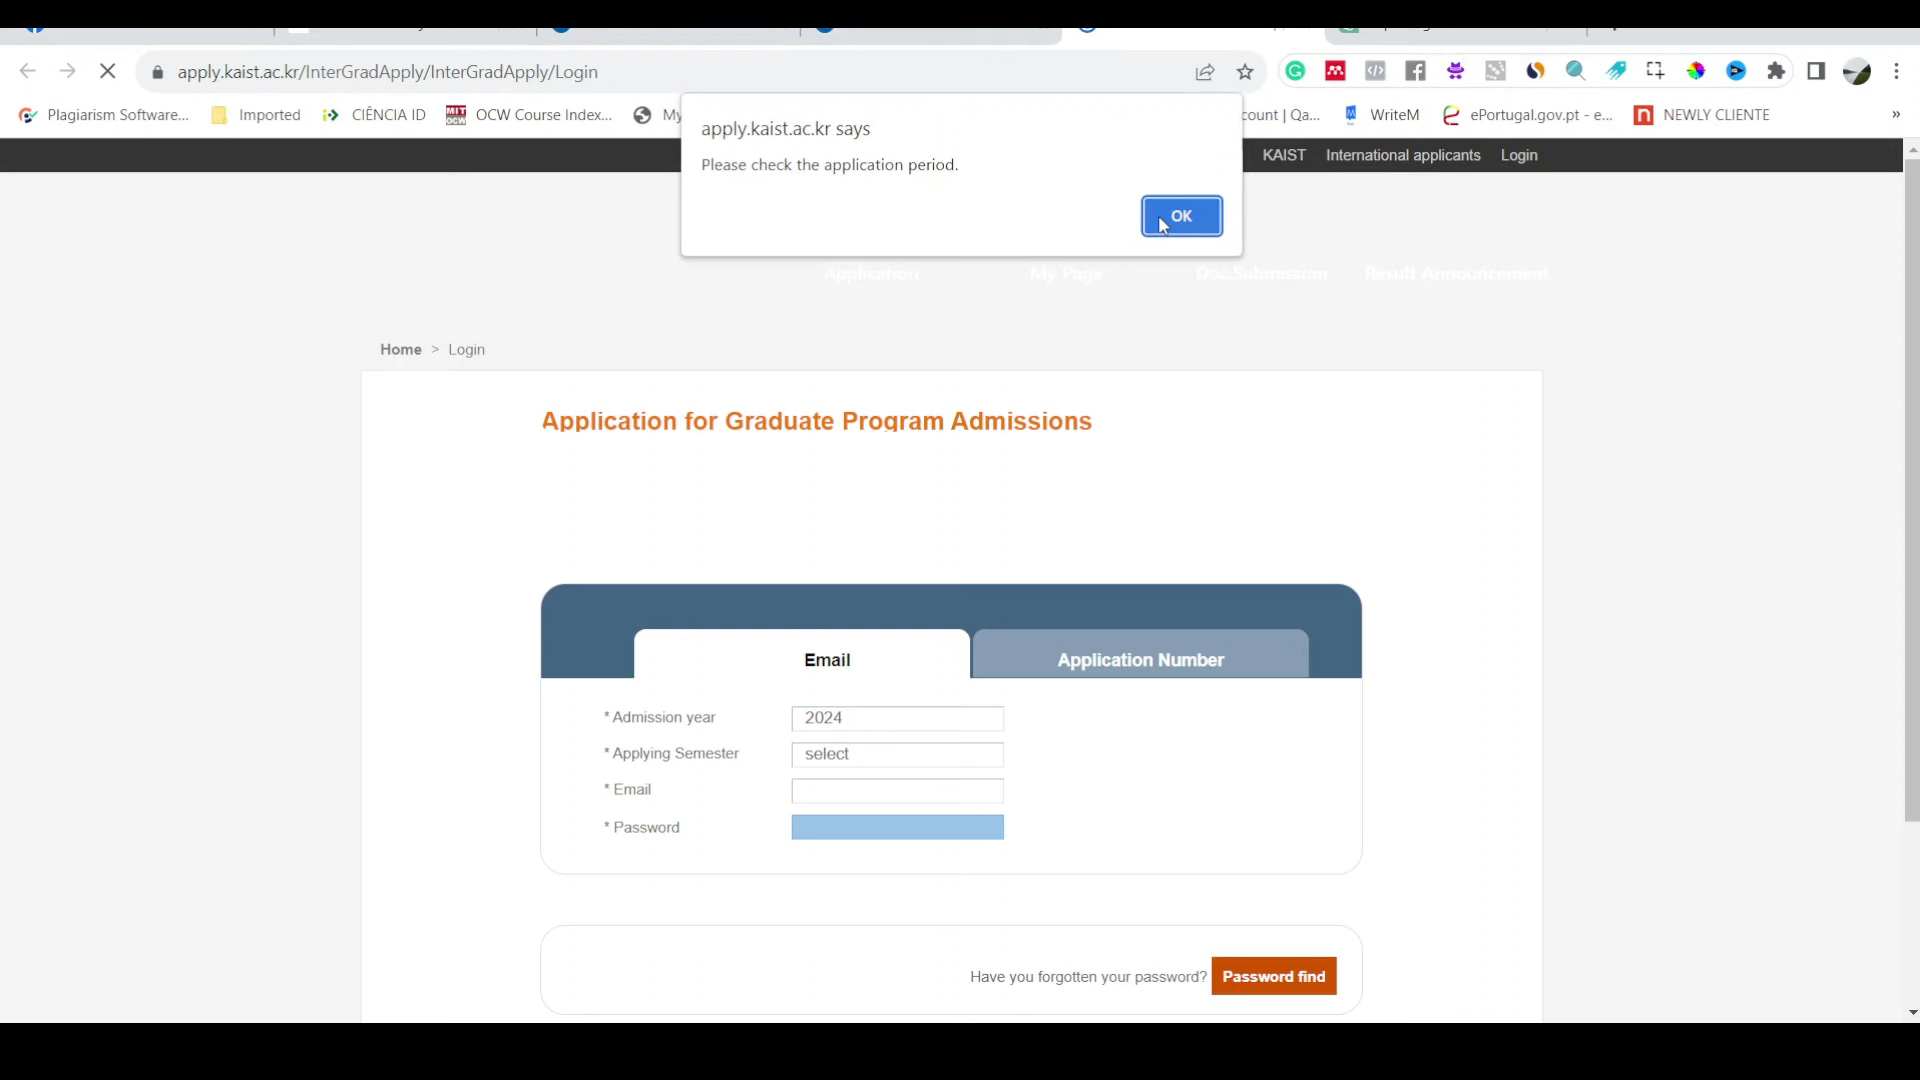 apply.kaist.ac.kr/InterGradApply/InterGradApply/Login
Plagiarism Software...
Imported
CIÊNCIA ID
MIT OCW
OCW Course Index...
My
count | Qa...
WriteM
ePortugal.gov.pt - e...
n
NEWLY CLIENTE
»
apply.kaist.ac.kr says
Please check the application period.
OK
KAIST
International applicants
Login
Application
My Page
Doc.Submission
Result Announcement
Home > Login
Application for Graduate Program Admissions
Email
Application Number
* Admission year
2024
* Applying Semester
select
* Email
* Password
Have you forgotten your password?
Password find